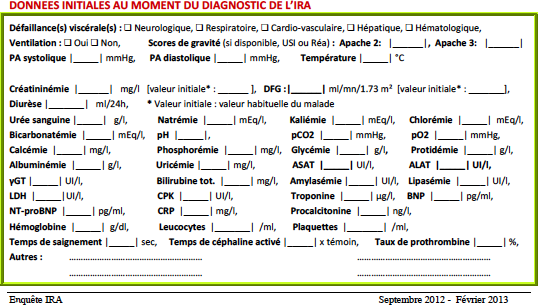 DONNEES INITIALES AU MOMENT DU DIAGNOSTIC DE L'IRA
Défaillance(s) viscérale(s) : ❑ Neurologique, ❑ Respiratoire, ❑ Cardio-vasculaire, ❑ Hépatique, ❑ Hématologique,
Ventilation : ❑ Oui ❑ Non, Scores de gravité (si disponible, USI ou Réa) : Apache 2: |______|, Apache 3: |______|
PA systolique |_____| mmHg, PA diastolique |_____| mmHg, Température |_____| °C
Créatininémie |______| mg/l [valeur initiale* : ______ ], DFG :|______| ml/mn/1.73 m² [valeur initiale* : _______],
Diurèse |_______| ml/24h, * Valeur initiale : valeur habituelle du malade
Urée sanguine |_____| g/l, Natrémie |_____| mEq/l, Kaliémie |_____| mEq/l, Chlorémie |_____| mEq/l,
Bicarbonatémie |_____| mEq/l, pH |_____|, pCO2 |_____| mmHg, pO2 |_____| mmHg,
Calcémie |_____| mg/l, Phosphorémie |_____| mg/l, Glycémie |_____| g/l, Protidémie |_____| g/l,
Albuminémie |_____| g/l, Uricémie |_____| mg/l, ASAT |_____| UI/l, ALAT |_____| UI/l,
γGT |_____| UI/l, Bilirubine tot. |_____| mg/l, Amylasémie |_____| UI/l, Lipasémie |_____| UI/l,
LDH |_____|UI/l, CPK |_____| UI/l, Troponine |_____| µg/l, BNP |_____| pg/ml,
NT-proBNP |_____| pg/ml, CRP |_____| mg/l, Procalcitonine |_____| ng/l,
Hémoglobine |_____| g/dl, Leucocytes |_______| /ml, Plaquettes |_______| /ml,
Temps de saignement |_____| sec, Temps de céphaline activé |_____| x témoin, Taux de prothrombine |_____| %,
Autres : ........................................ ........................................
........................................ ........................................
Enquête IRA Septembre 2012 - Février 2013